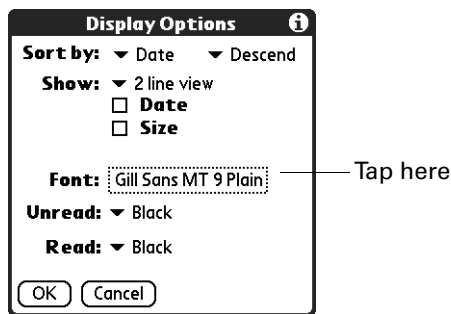 Display Options i
Sort by: Date Descend
Show: 2 line view
Date
Size
Font: Gill Sans MT 9 Plain Tap here
Unread: Black
Read: Black
OK Cancel